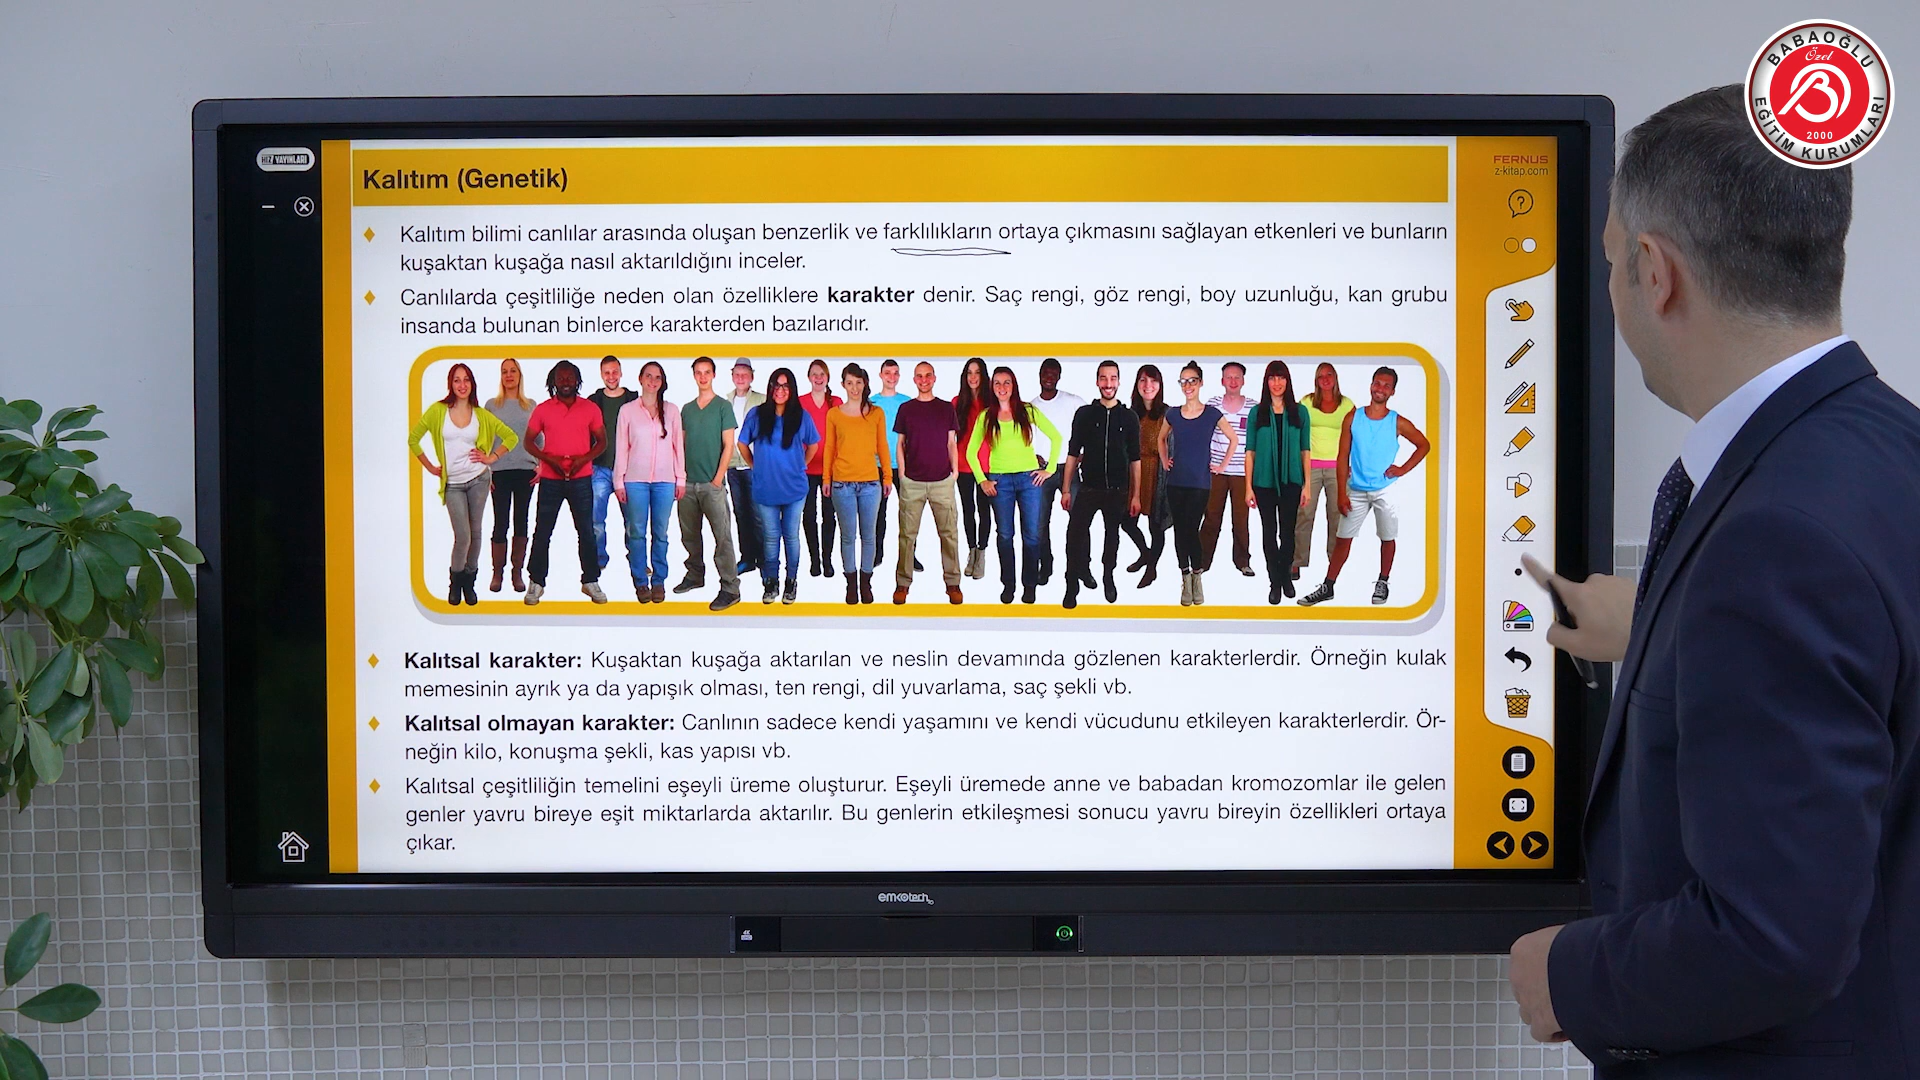 BABAOĞLU
Özel
B
2000
EĞİTİM KURUMLARI
HIZ YAYINLARI
FERNUS
z-kitap.com
Kalıtım (Genetik)
Kalıtım bilimi canlılar arasında oluşan benzerlik ve farklılıkların ortaya çıkmasını sağlayan etkenleri ve bunların
kuşaktan kuşağa nasıl aktarıldığını inceler.
Canlılarda çeşitliliğe neden olan özelliklere karakter denir. Saç rengi, göz rengi, boy uzunluğu, kan grubu
insanda bulunan binlerce karakterden bazılarıdır.
Kalıtsal karakter: Kuşaktan kuşağa aktarılan ve neslin devamında gözlenen karakterlerdir. Örneğin kulak
memesinin ayrık ya da yapışık olması, ten rengi, dil yuvarlama, saç şekli vb.
Kalıtsal olmayan karakter: Canlının sadece kendi yaşamını ve kendi vücudunu etkileyen karakterlerdir. Ör-
neğin kilo, konuşma şekli, kas yapısı vb.
Kalıtsal çeşitliliğin temelini eşeyli üreme oluşturur. Eşeyli üremede anne ve babadan kromozomlar ile gelen
genler yavru bireye eşit miktarlarda aktarılır. Bu genlerin etkileşmesi sonucu yavru bireyin özellikleri ortaya
çıkar.
emkotech